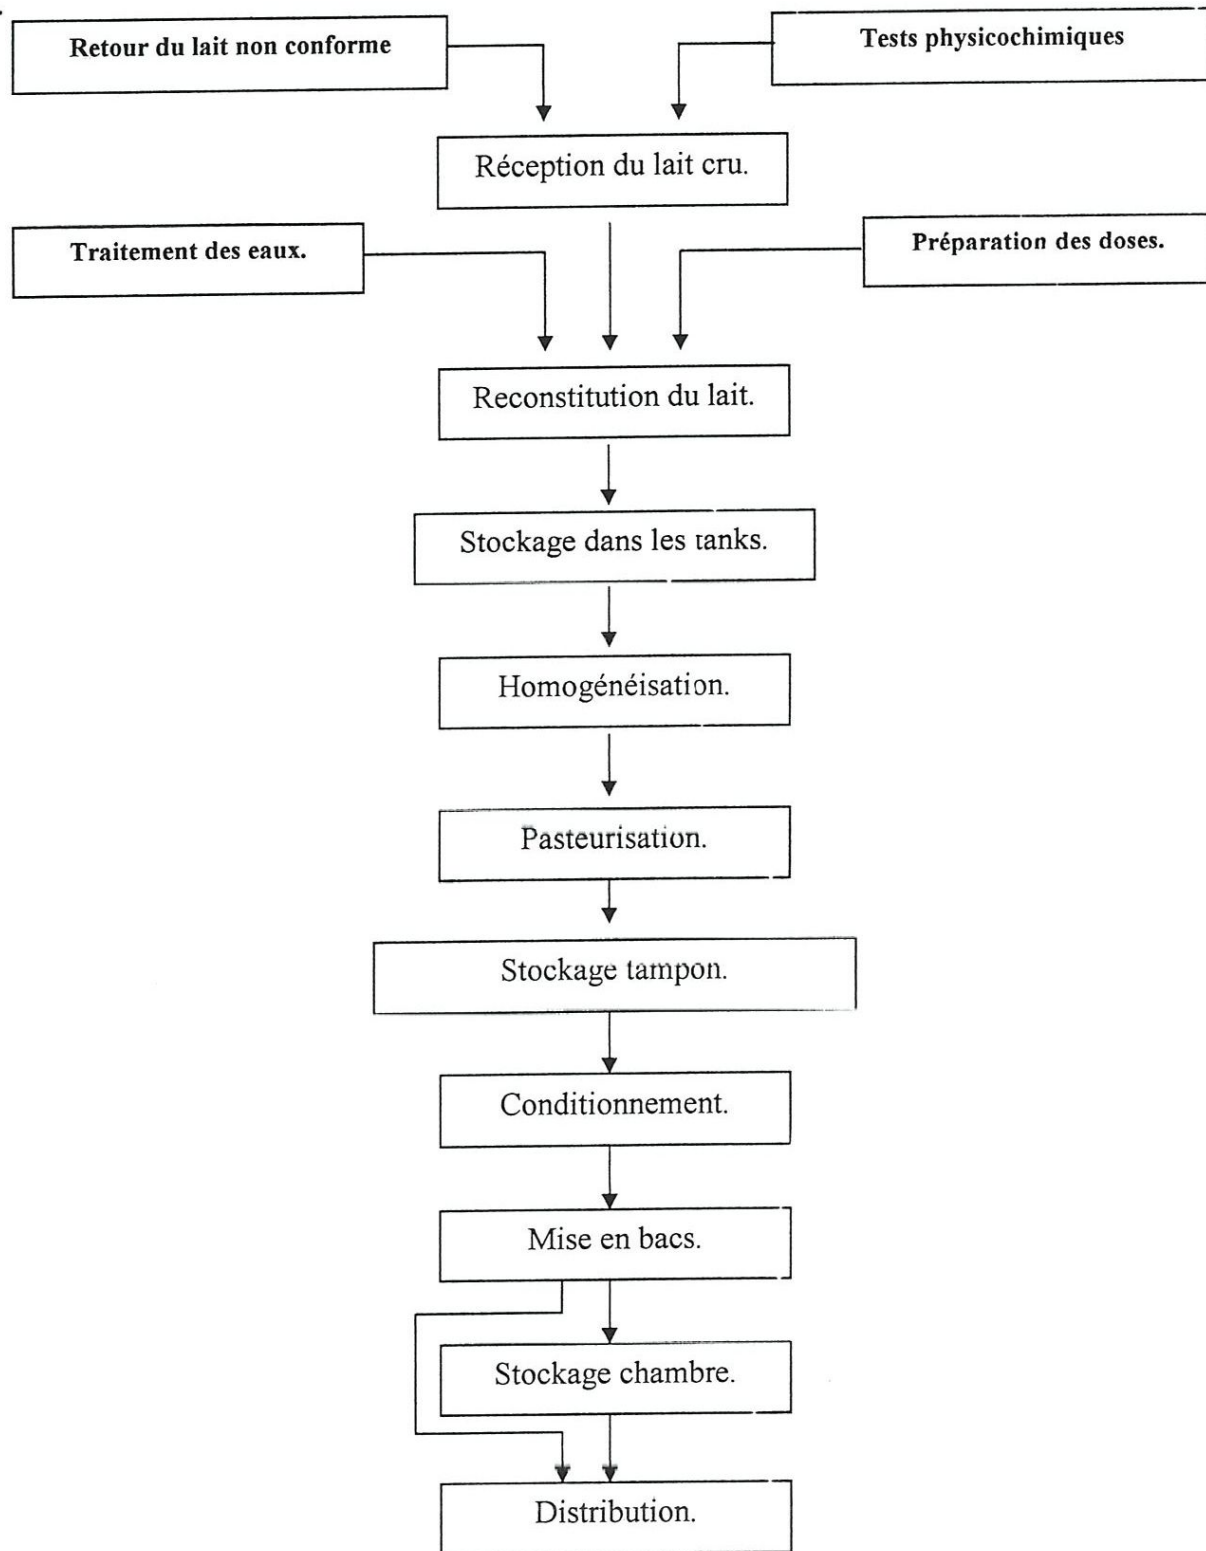 Retour du lait non conforme
Tests physicochimiques
Réception du lait cru.
Traitement des eaux.
Préparation des doses.
Reconstitution du lait.
Stockage dans les tanks.
Homogénéisation.
Pasteurisation.
Stockage tampon.
Conditionnement.
Mise en bacs.
Stockage chambre.
Distribution.